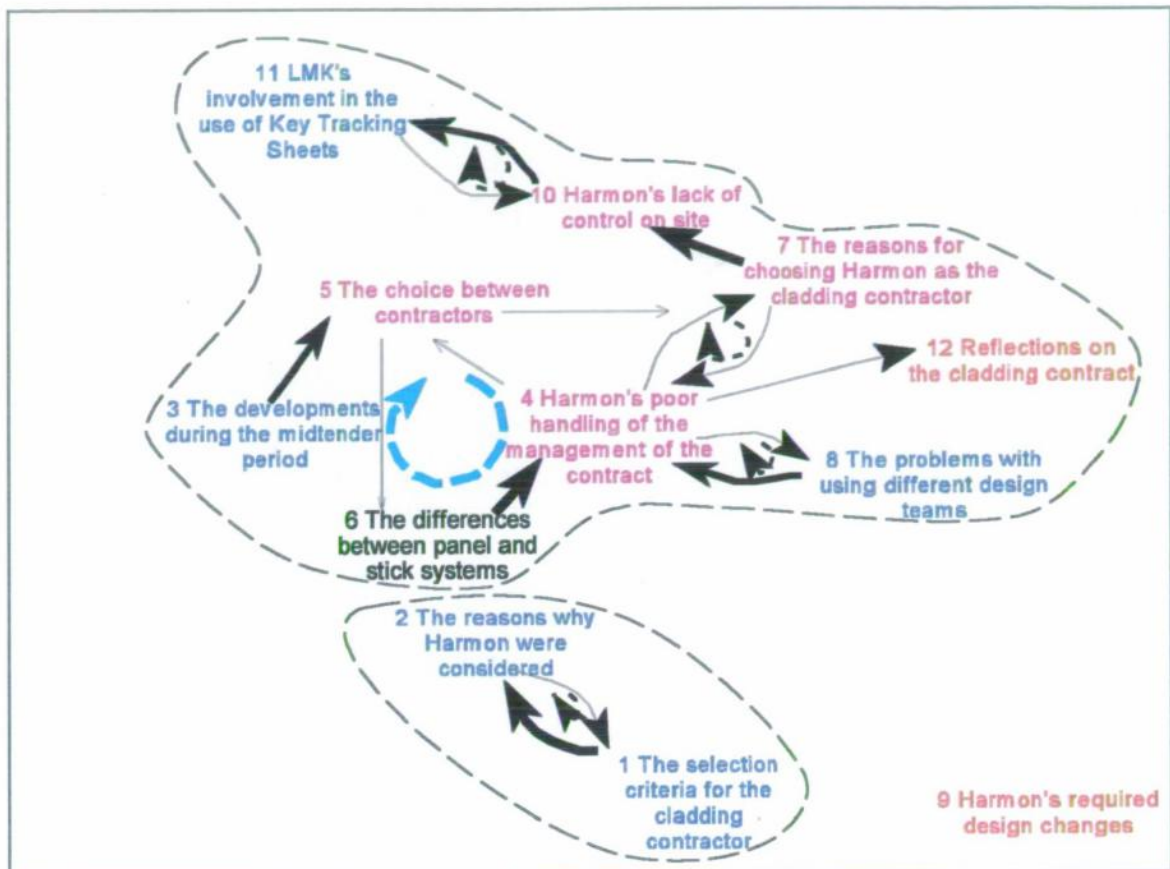 11 LMK's
involvement in the
use of Key Tracking
Sheets
10 Harmon's lack of
control on site
7 The reasons for
choosing Harmon as the
cladding contractor
5 The choice between
contractors
12 Reflections on
the cladding contract
3 The developments
during the midtender
period
4 Harmon's poor
handling of the
management of the
contract
8 The problems with
using different design
teams
6 The differences
between panel and
stick systems
2 The reasons why
Harmon were
considered
1 The selection
criteria for the
cladding
contractor
9 Harmon's required
design changes